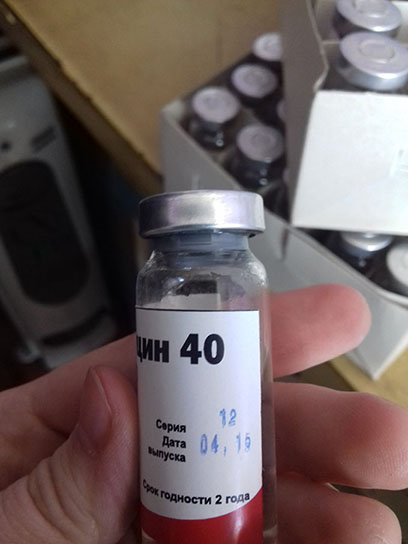 цин 40
Серия 12
Дата 04, 15
выпуска
Срок годности 2 года